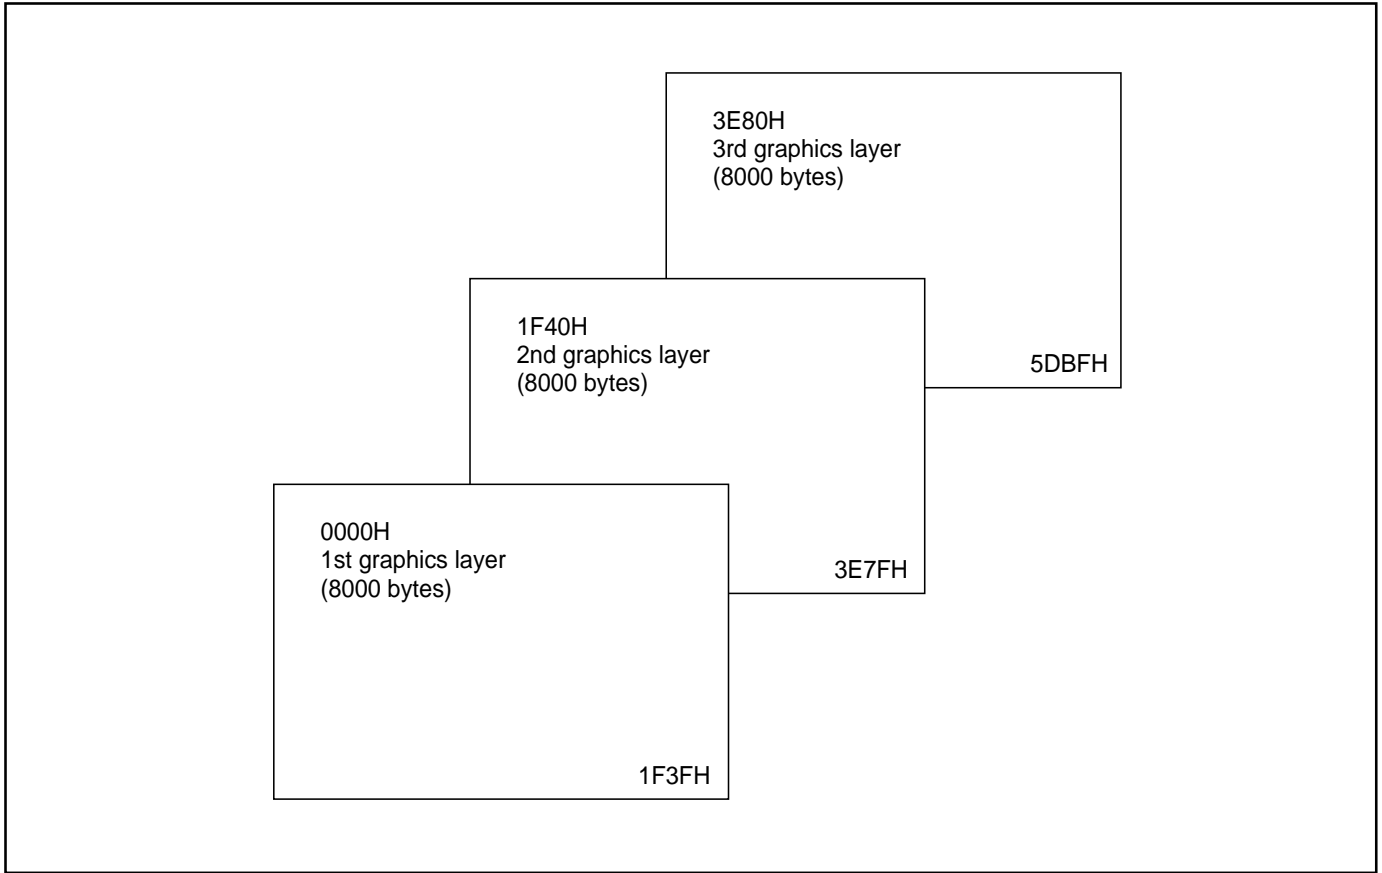 3E80H
3rd graphics layer
(8000 bytes)
5DBFH
1F40H
2nd graphics layer
(8000 bytes)
3E7FH
0000H
1st graphics layer
(8000 bytes)
1F3FH